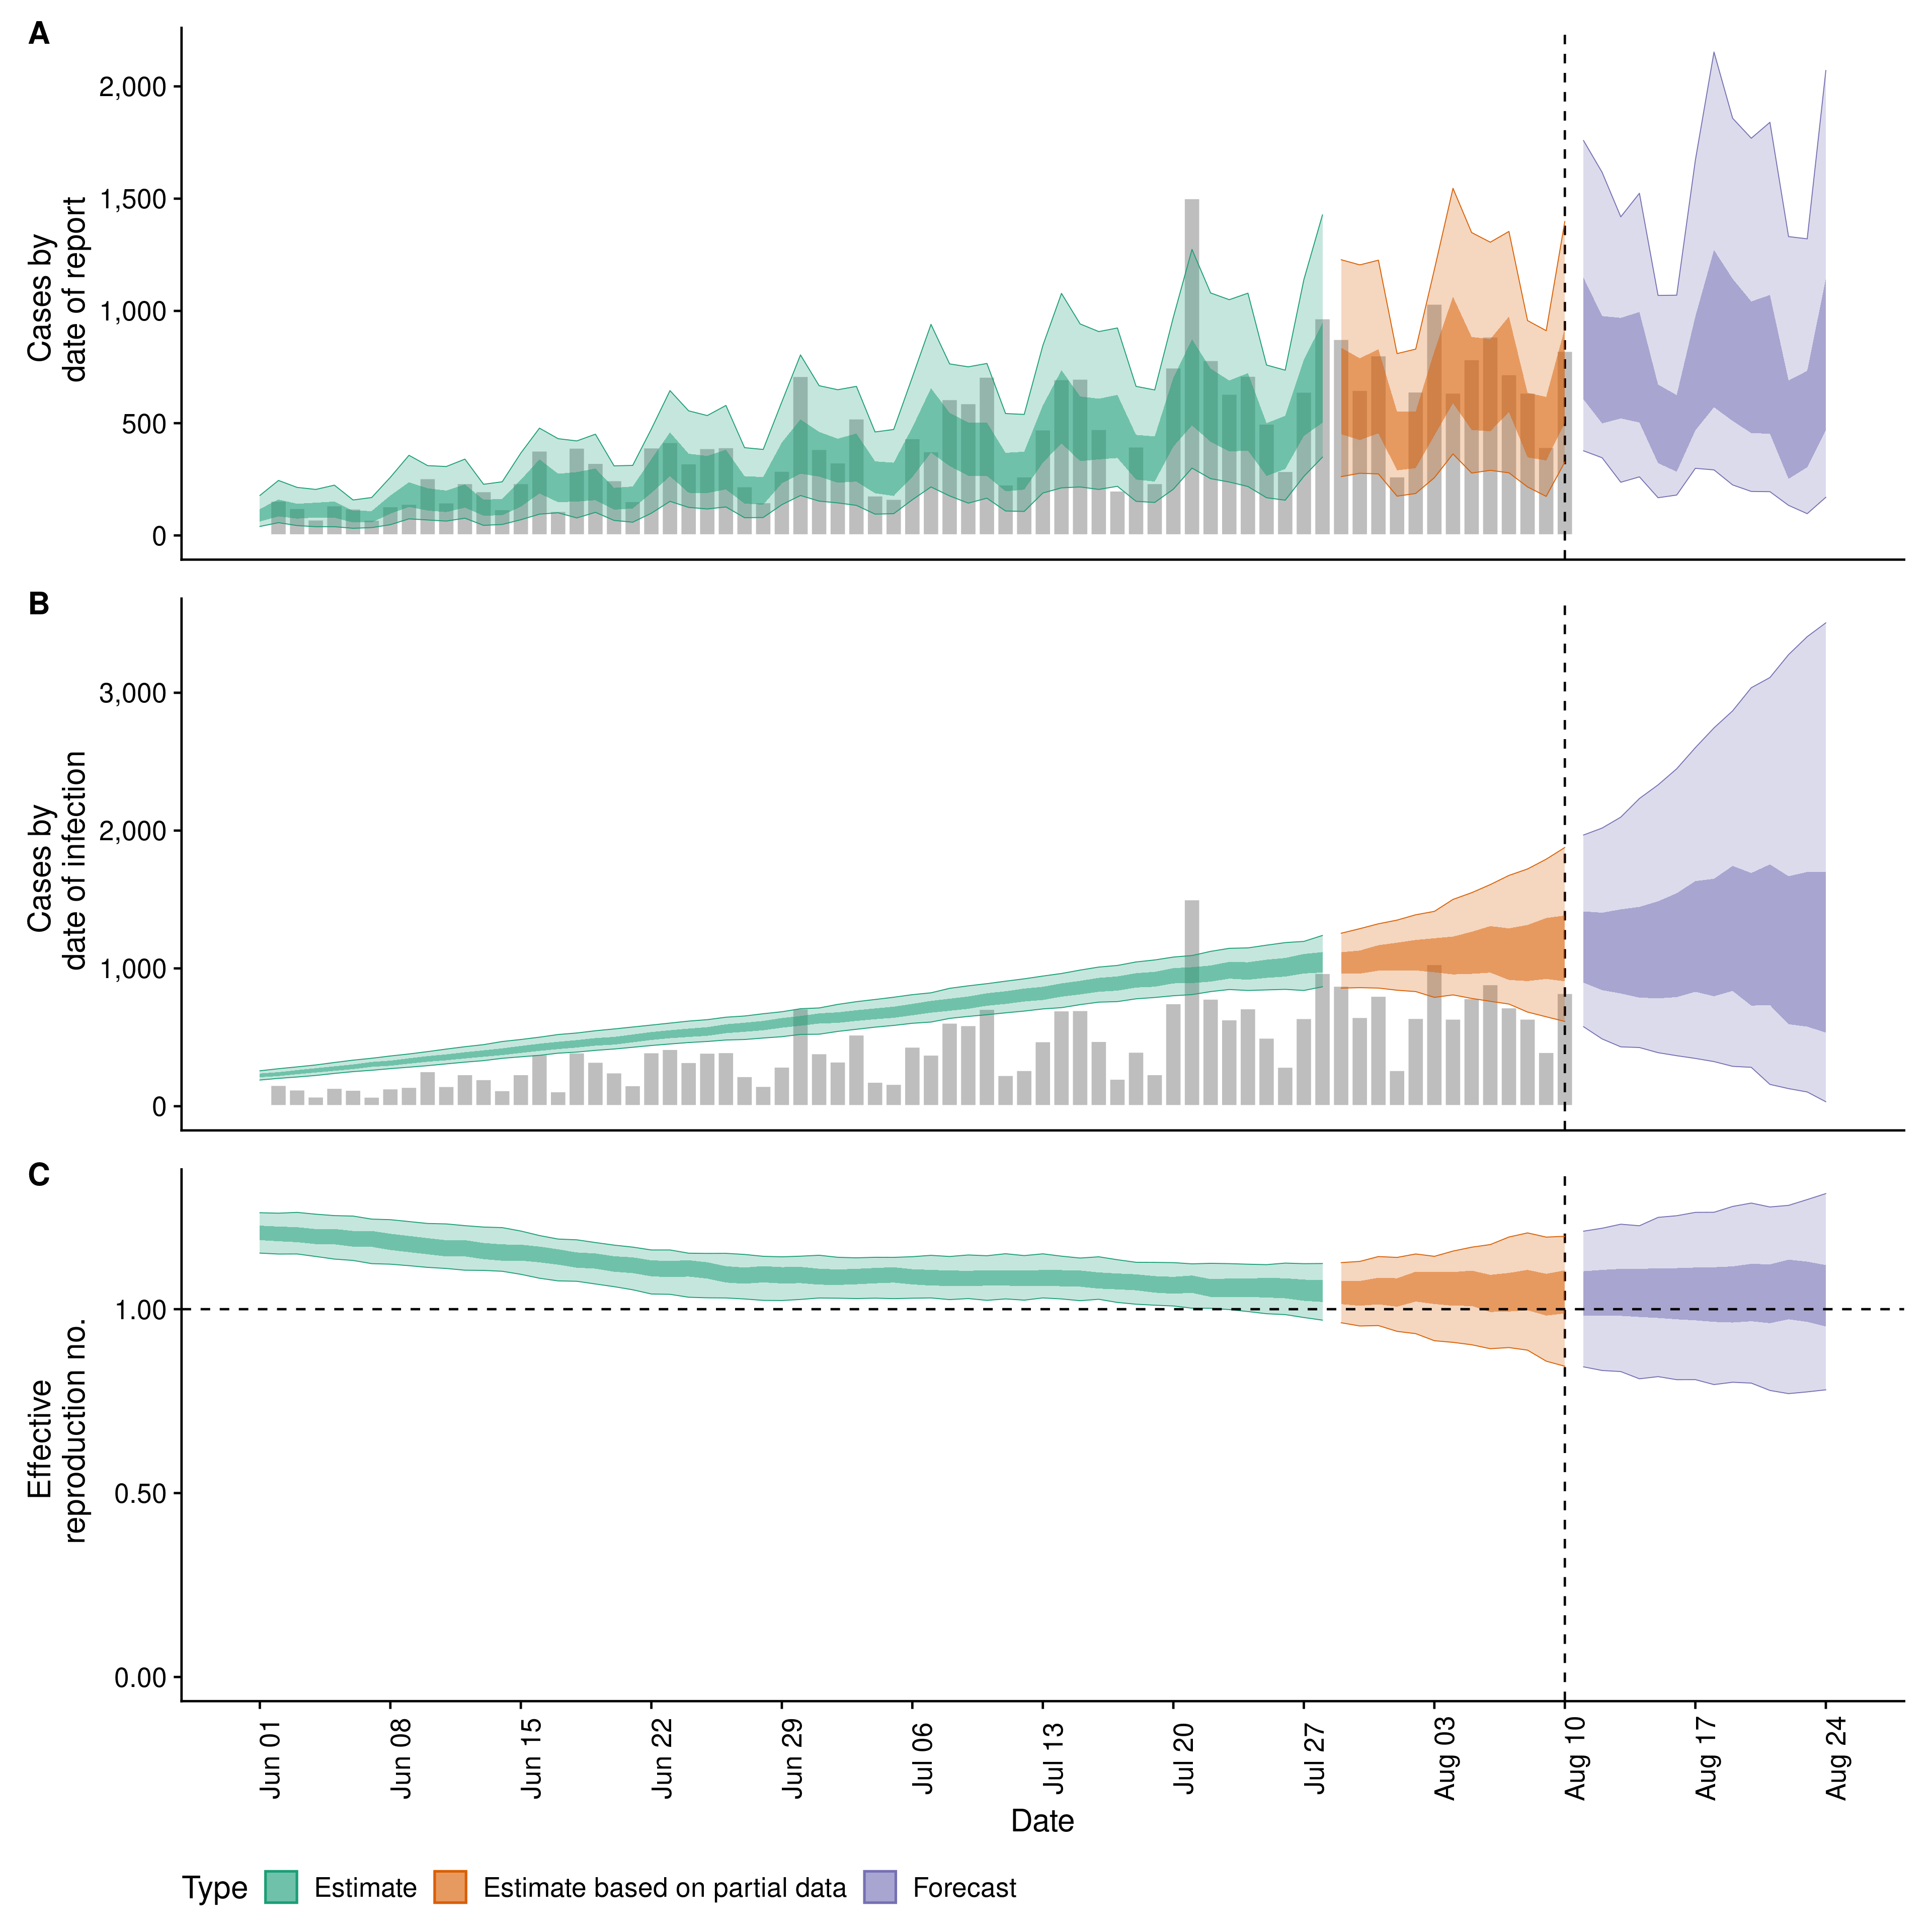 A
Cases by
date of report
2,000
1,500
1,000
500
0
B
Cases by
date of infection
3,000
2,000
1,000
0
C
Effective
reproduction no.
1.00
0.50
0.00
Jun 01
Jun 08
Jun 15
Jun 22
Jun 29
Jul 06
Jul 13
Jul 20
Jul 27
Aug 03
Aug 10
Aug 17
Aug 24
Date
Type Estimate Estimate based on partial data Forecast